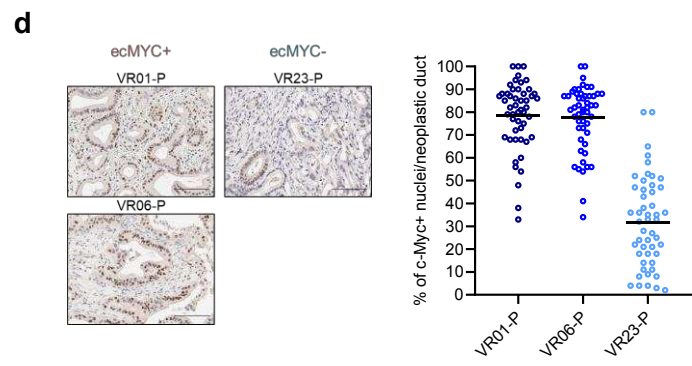 d
ecMYC+
ecMYC-
VR01-P
VR23-P
VR06-P
% of c-Myc+ nuclei/neoplastic duct
100
90
80
70
60
50
40
30
20
10
0
VR01-P
VR06-P
VR23-P